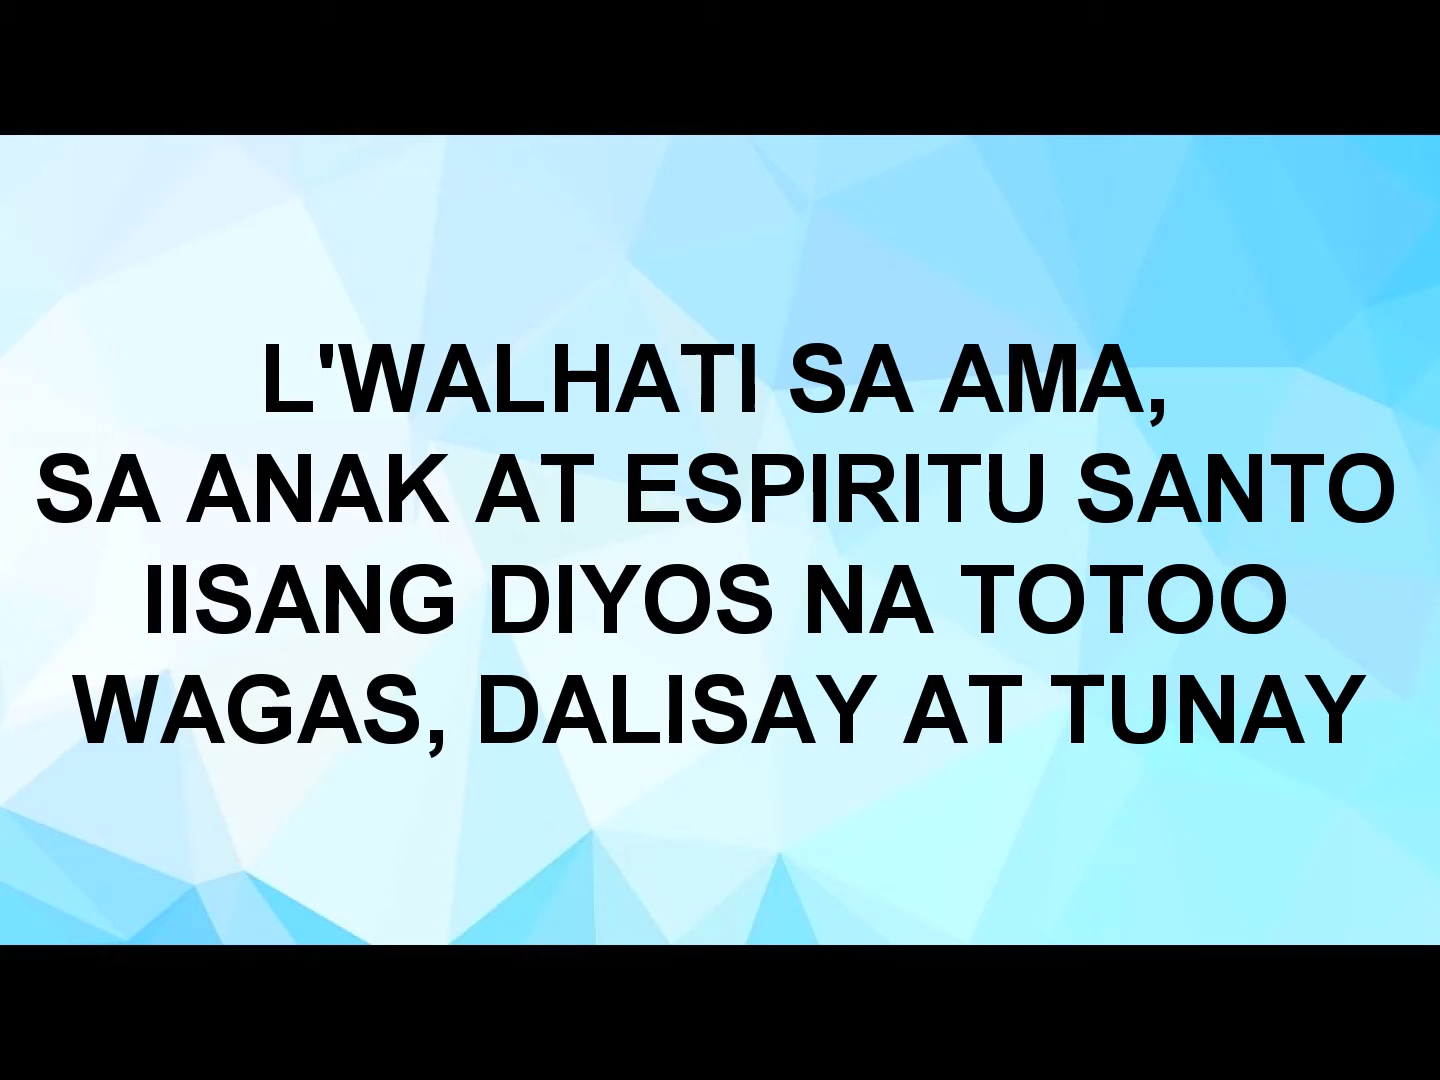 L'WALHATI SA AMA,
SA ANAK AT ESPIRITU SANTO
IISANG DIYOS NA TOTOO
WAGAS, DALISAY AT TUNAY